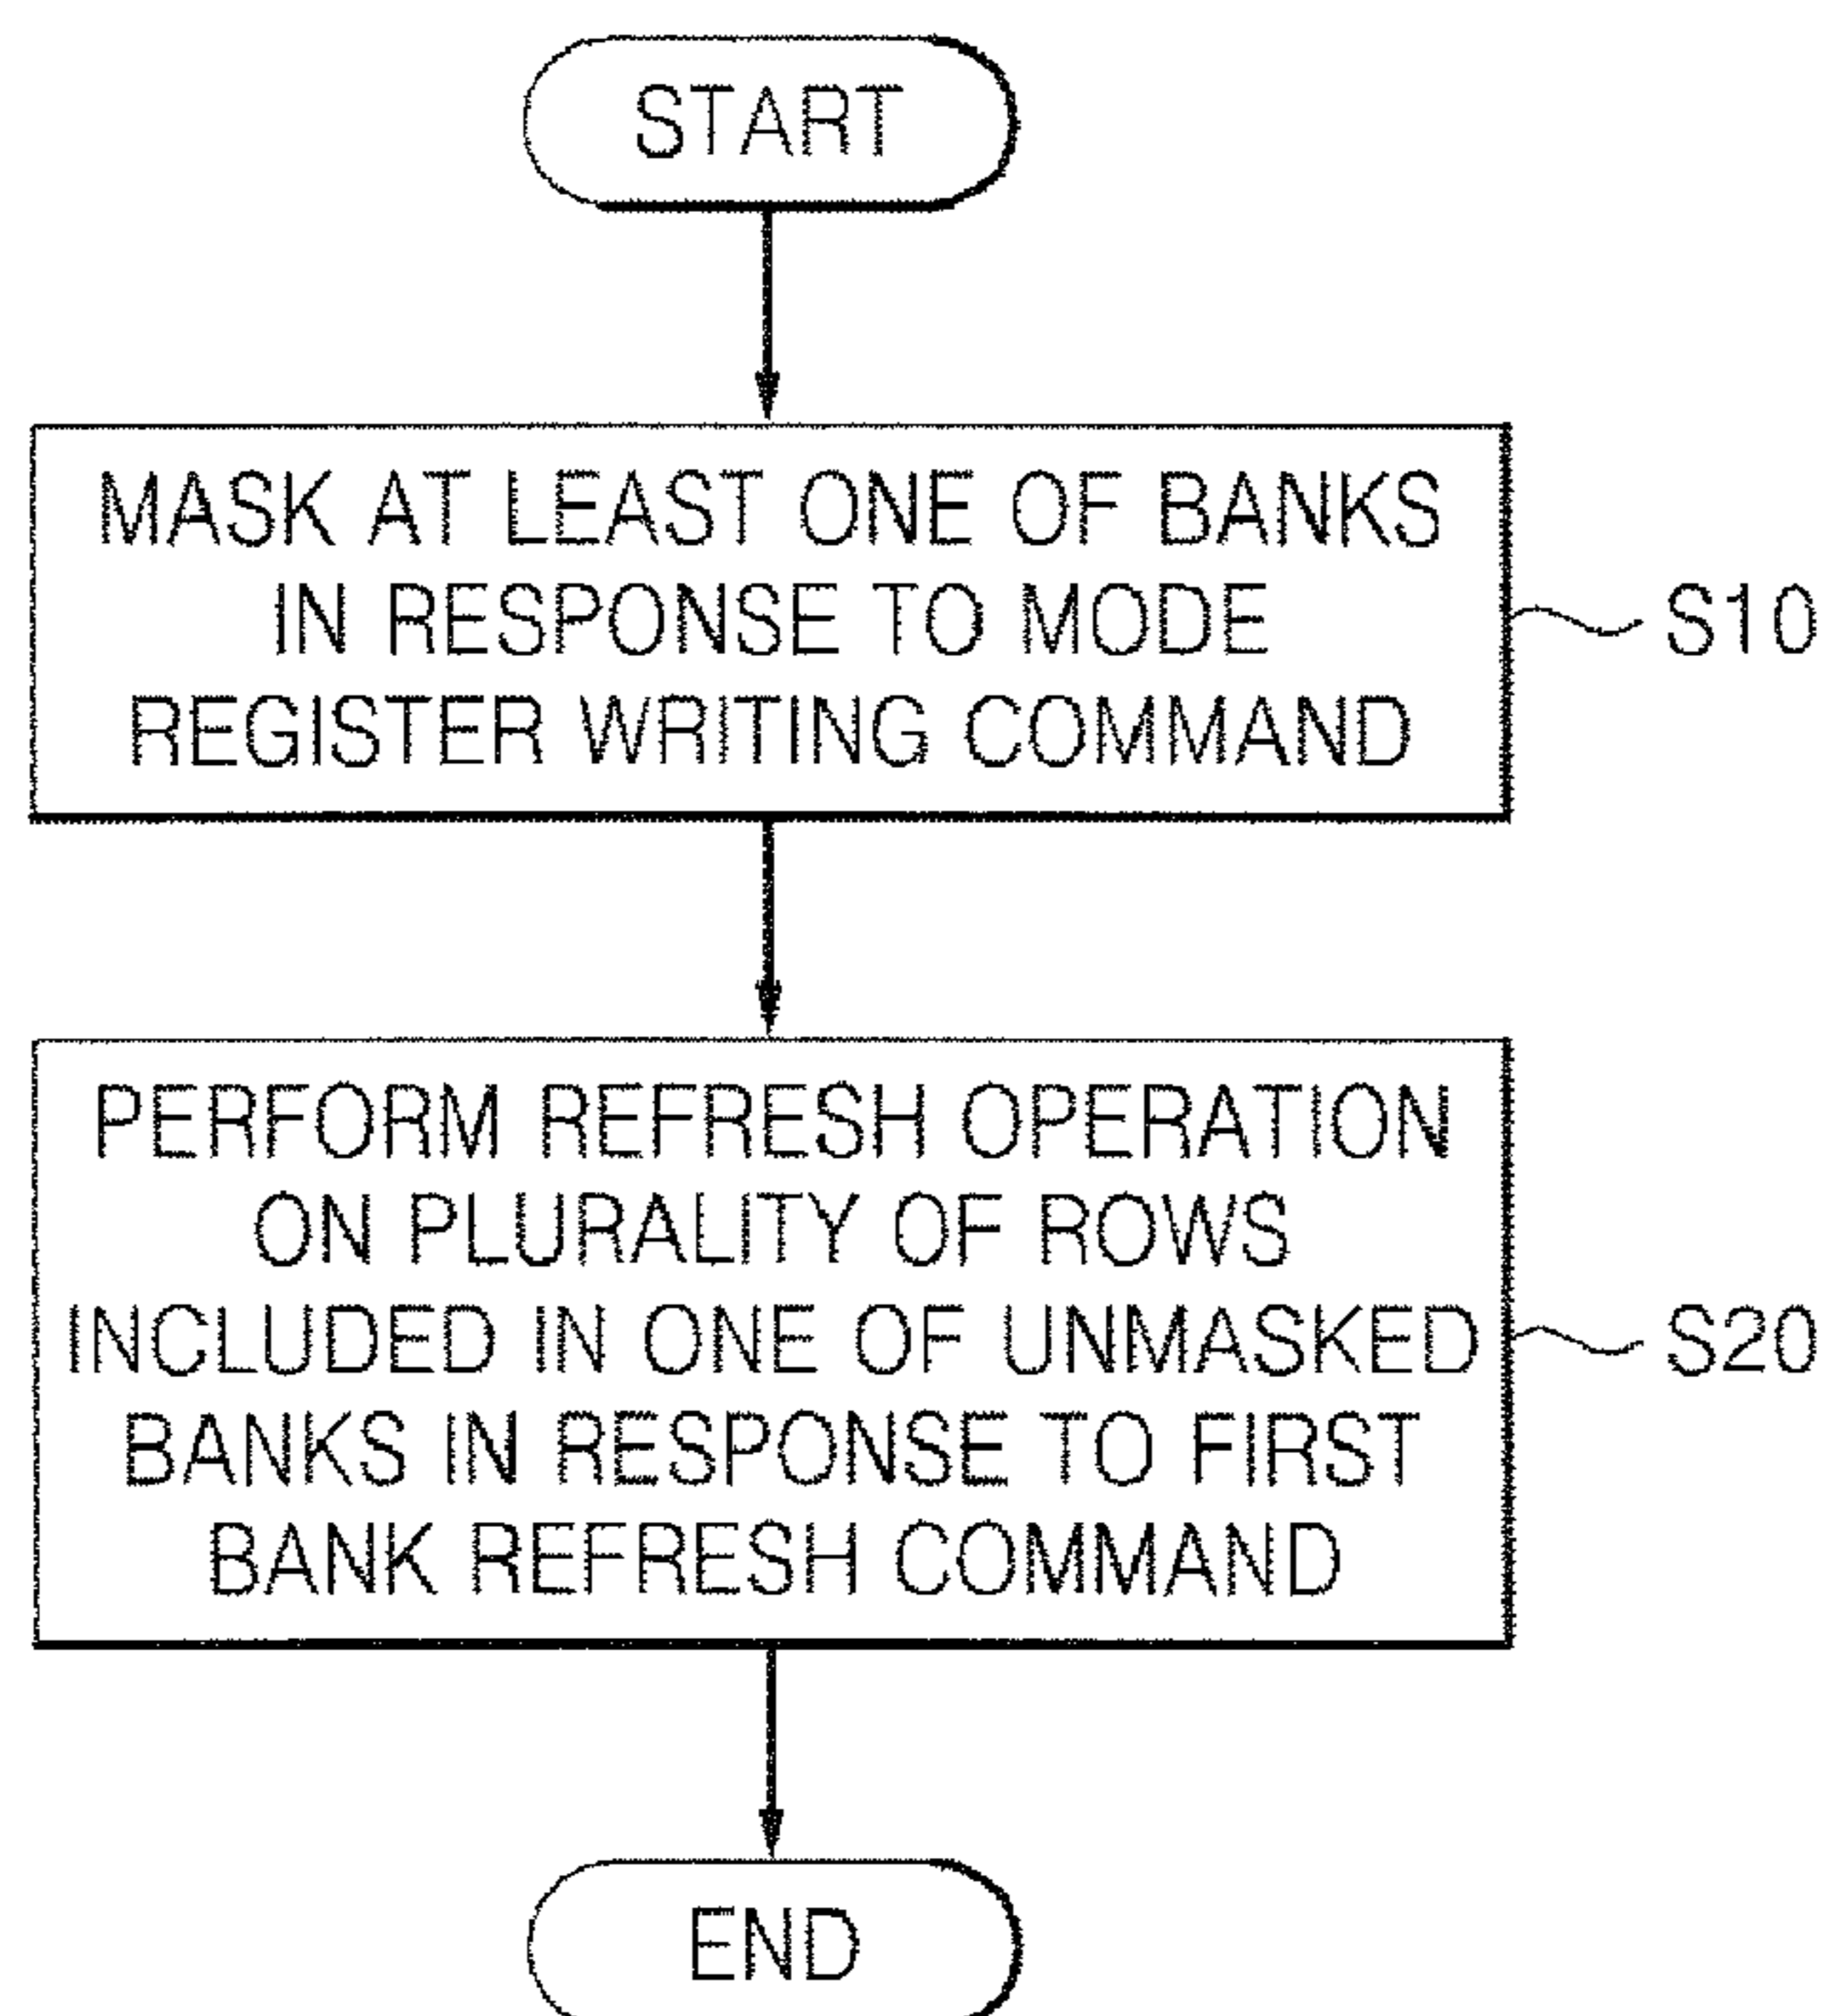 START
MASK AT LEAST ONE OF BANKS
IN RESPONSE TO MODE
REGISTER WRITING COMMAND
S10
PERFORM REFRESH OPERATION
ON PLURALITY OF ROWS
INCLUDED IN ONE OF UNMASKED
BANKS IN RESPONSE TO FIRST
BANK REFRESH COMMAND
S20
END